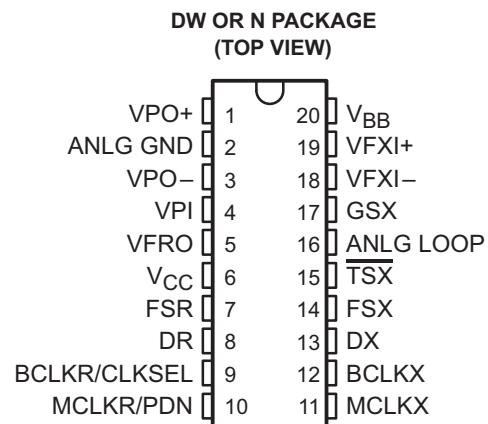 DW OR N PACKAGE
(TOP VIEW)
VPO+ 1 20 VBB
ANLG GND 2 19 VFXI+
VPO– 3 18 VFXI–
VPI 4 17 GSX
VFRO 5 16 ANLG LOOP
VCC 6 15 TSX
FSR 7 14 FSX
DR 8 13 DX
BCLKR/CLKSEL 9 12 BCLKX
MCLKR/PDN 10 11 MCLKX